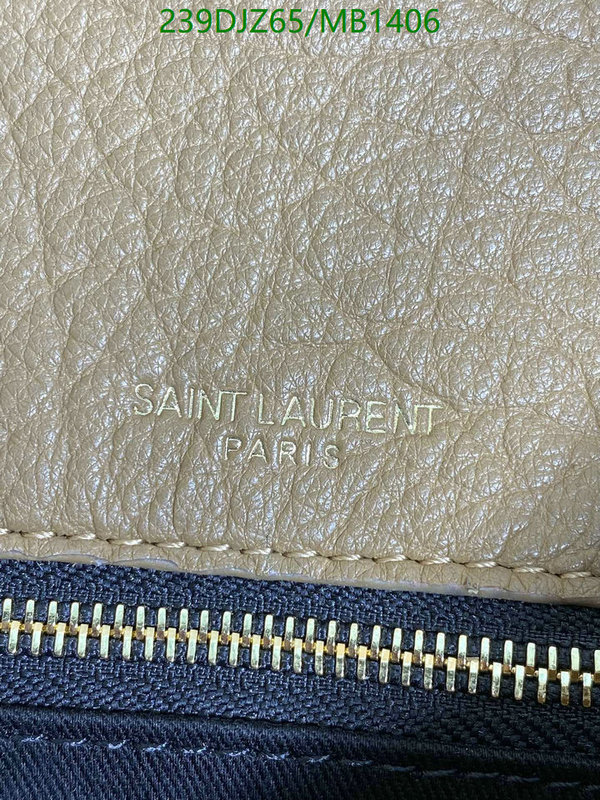 239DJZ65/MB1406
SAINT LAURENT
PARIS